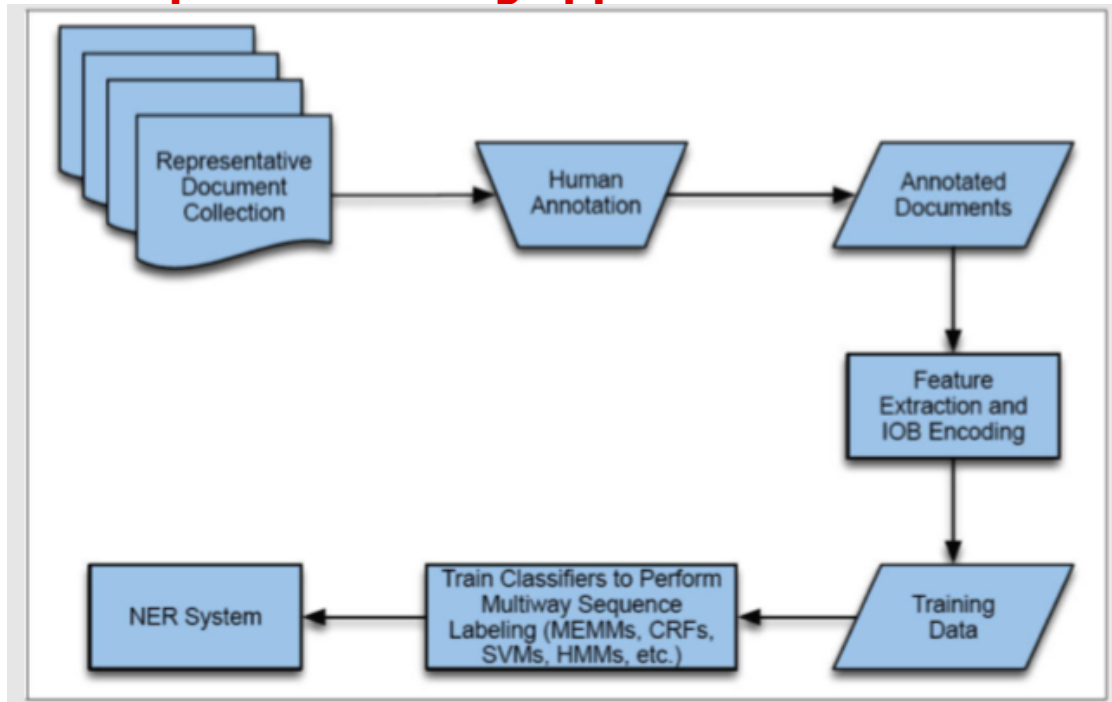 Representative
Document
Collection
Human
Annotation
Annotated
Documents
Feature
Extraction and
IOB Encoding
Training
Data
Train Classifiers to Perform
Multiway Sequence
Labeling (MEMMs, CRFs,
SVMs, HMMs, etc.)
NER System